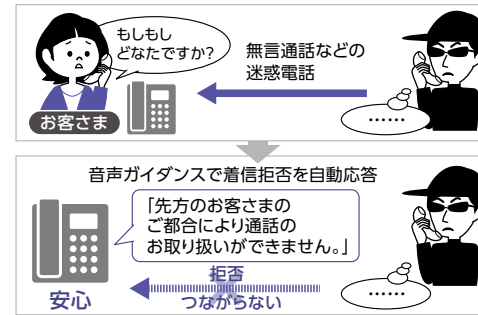 もしもし
どなたですか?
無言通話などの
迷惑電話
お客さま
……
音声ガイダンスで着信拒否を自動応答
「先方のお客さまの
ご都合により通話の
お取り扱いができません。」
拒否
つながらない
安心
……